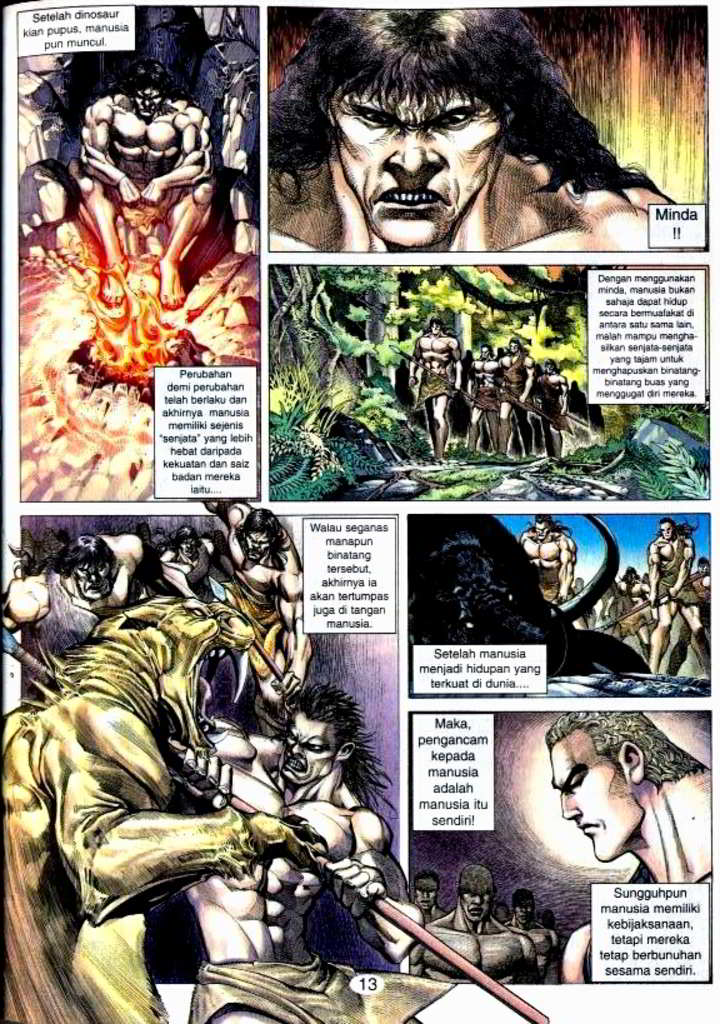 Setelah dinosaur
kian pupus, manusia
pun muncul.
Minda
!!
Perubahan
demi perubahan
telah berlaku dan
akhirnya manusia
memiliki sejenis
"senjata" yang lebih
kekuatan dan saiz
badan mereka
iaitu....
Dengan menggunakan
minda, manusia bukan
sahaja dapat hidup
secara bermuafakat di
antara satu sama lain,
malah mampu mengha-
silkan senjata-senjata
yang tajam untuk
menghapuskan binatang-
binatang buas yang
menggugat diri mereka.
Walau seganas
manapun
binatang
tersebut,
akhirnya ia
akan tertumpas
juga di tangan
manusia.
Setelah manusia
menjadi hidupan yang
terkuat di dunia....
Maka,
pengancam
kepada
manusia
adalah
manusia itu
sendiri!
Sungguhpun
manusia memiliki
kebijaksanaan,
tetapi mereka
tetap berbunuhan
sesama sendiri.
13